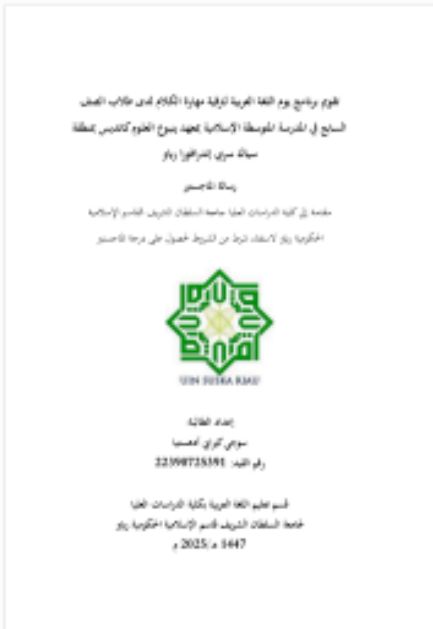 تقويم برنامج يوم اللغة العربية لترقية مهارة الكلام لدى طلاب الصف
السابع في المدرسة المتوسطة الإسلامية بمعهد ينبوع العلوم كانديس بمنطقة
سياك سري إندرافورا رياو
رسالة الماجستير
مقدمة إلى كلية الدراسات العليا جامعة السلطان الشريف القاسم الإسلامية
الحكومية رياو لاستيفاء شرط من الشروط للحصول على درجة الماجستير
UIN SUSKA RIAU
إعداد الطالبة
رقم القيد: 22390725391
قسم تعليم اللغة العربية بكلية الدراسات العليا
جامعة السلطان الشريف قاسم الإسلامية الحكومية رياو
1447 ه/2025 م